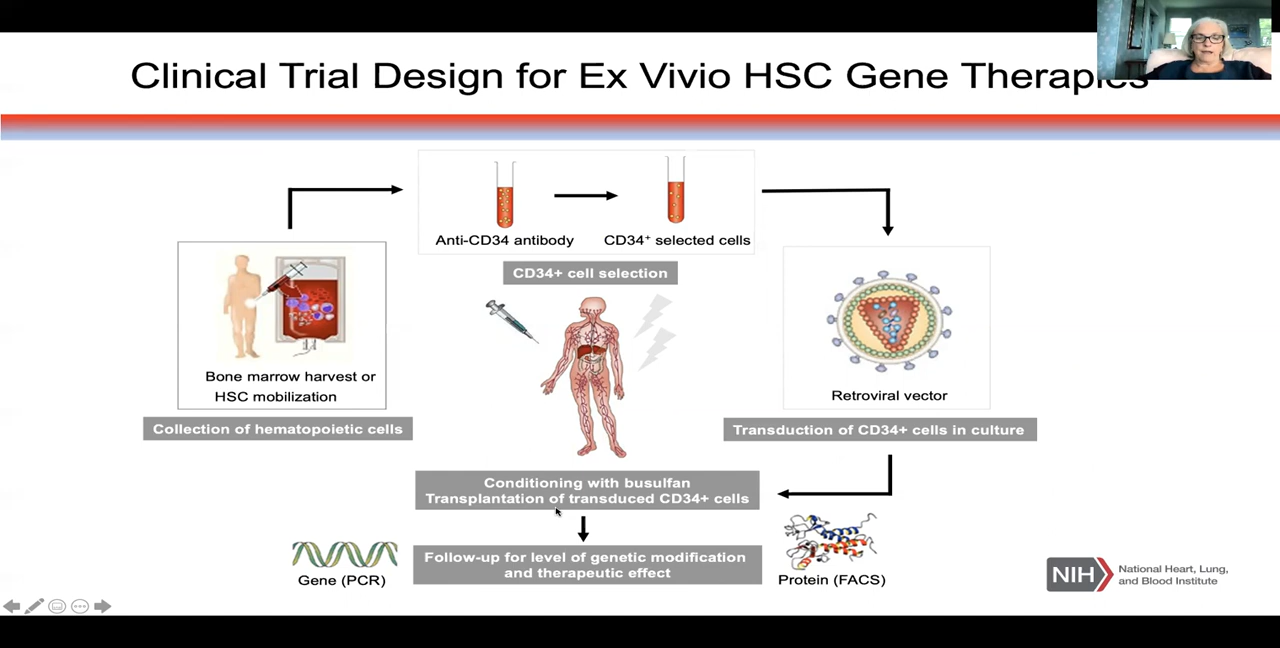 Clinical Trial Design for Ex Vivio HSC Gene Therapies
Anti-CD34 antibody
CD34+ selected cells
CD34+ cell selection
Bone marrow harvest or
HSC mobilization
Collection of hematopoietic cells
Retroviral vector
Transduction of CD34+ cells in culture
Conditioning with busulfan
Transplantation of transduced CD34+ cells
Follow-up for level of genetic modification
and therapeutic effect
Gene (PCR)
Protein (FACS)
NIH
National Heart, Lung,
and Blood Institute